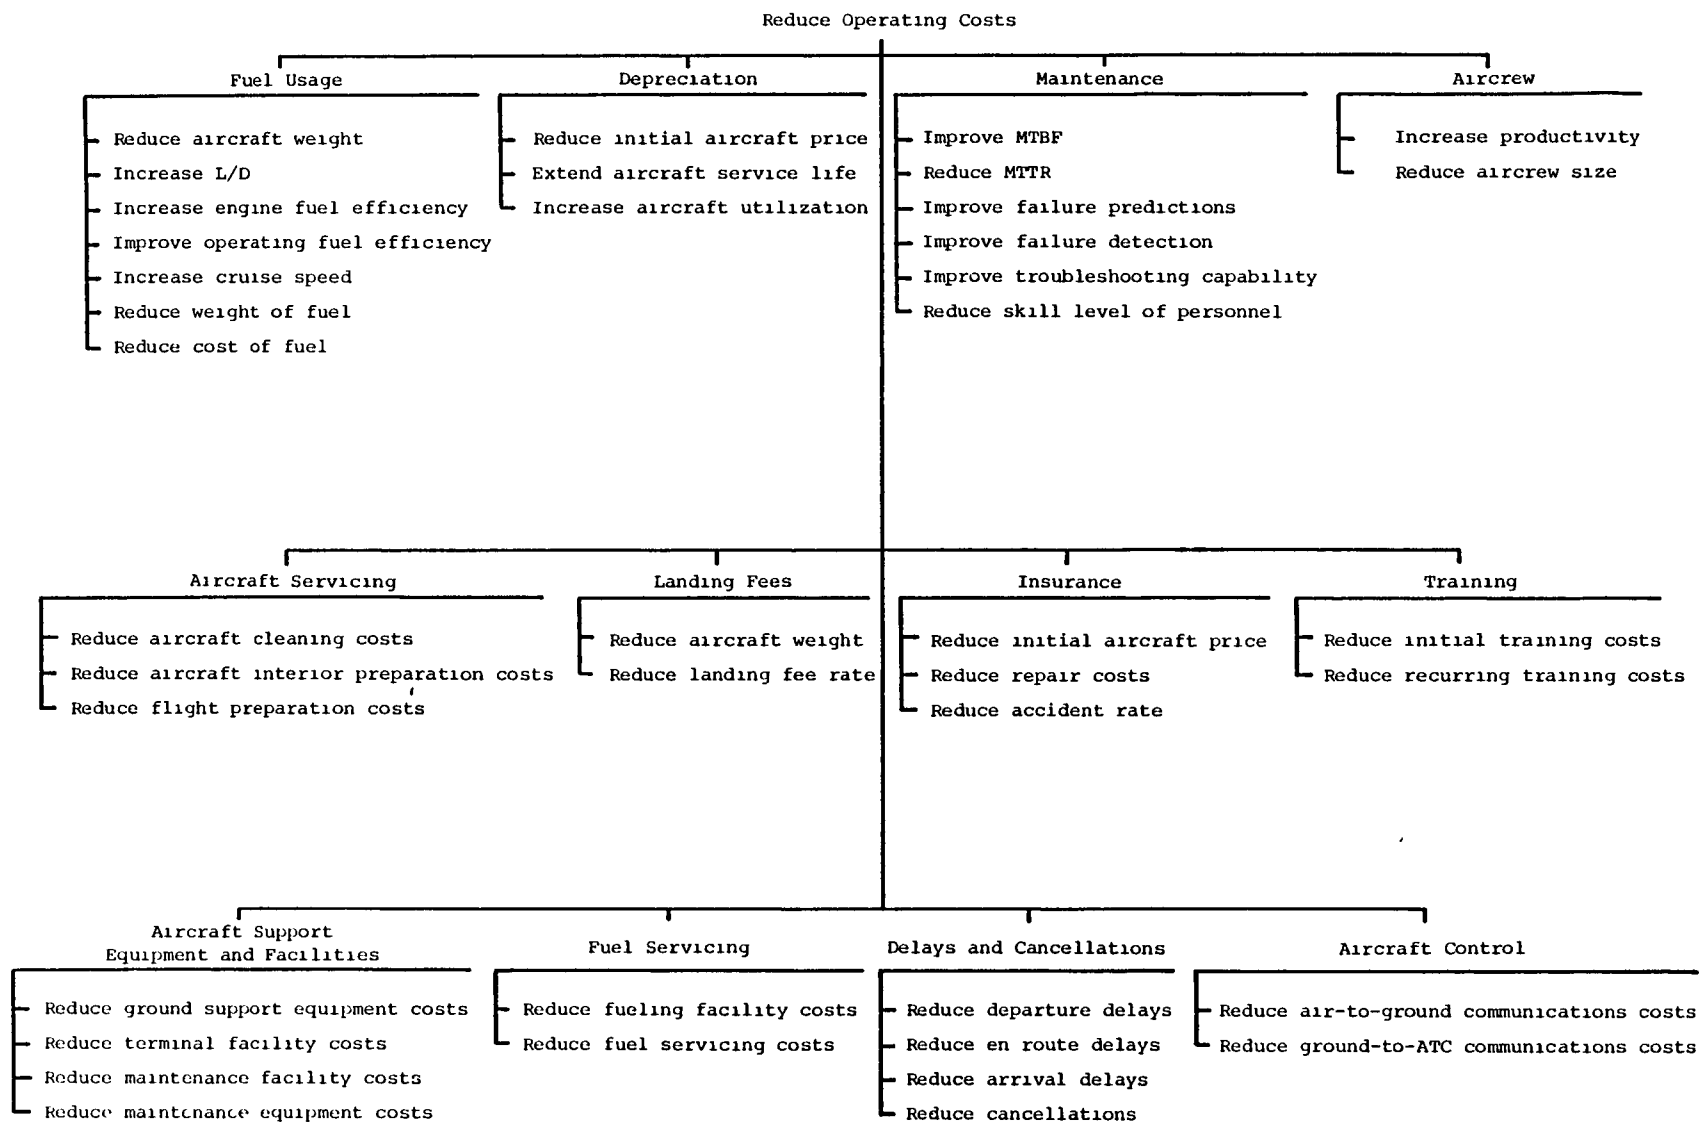 Reduce Operating Costs
Fuel Usage
Reduce aircraft weight
Increase L/D
Increase engine fuel efficiency
Improve operating fuel efficiency
Increase cruise speed
Reduce weight of fuel
Reduce cost of fuel
Depreciation
Reduce initial aircraft price
Extend aircraft service life
Increase aircraft utilization
Maintenance
Improve MTBF
Reduce MTTR
Improve failure predictions
Improve failure detection
Improve troubleshooting capability
Reduce skill level of personnel
Aircrew
Increase productivity
Reduce aircrew size
Aircraft Servicing
Reduce aircraft cleaning costs
Reduce aircraft interior preparation costs
Reduce flight preparation costs
Landing Fees
Reduce aircraft weight
Reduce landing fee rate
Insurance
Reduce initial aircraft price
Reduce repair costs
Reduce accident rate
Training
Reduce initial training costs
Reduce recurring training costs
Aircraft Support
Equipment and Facilities
Reduce ground support equipment costs
Reduce terminal facility costs
Reduce maintenance facility costs
Reduce maintenance equipment costs
Fuel Servicing
Reduce fueling facility costs
Reduce fuel servicing costs
Delays and Cancellations
Reduce departure delays
Reduce en route delays
Reduce arrival delays
Reduce cancellations
Aircraft Control
Reduce air-to-ground communications costs
Reduce ground-to-ATC communications costs